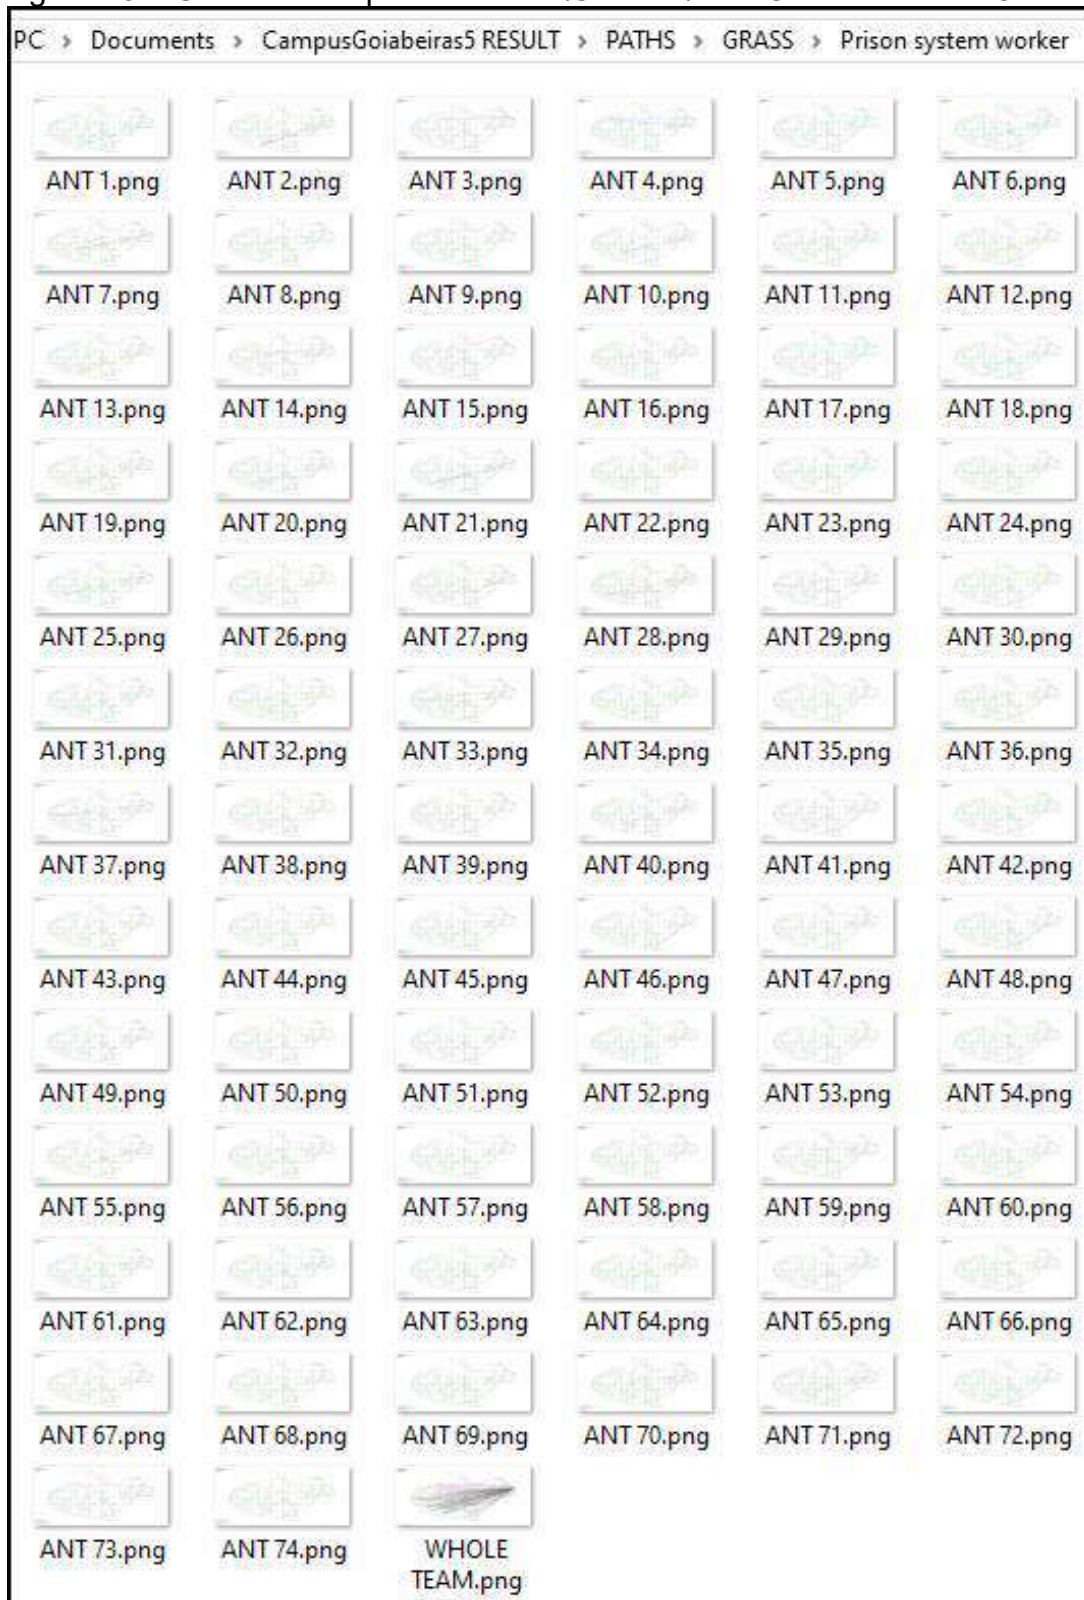 PC > Documents > CampusGoiabeiras5 RESULT > PATHS > GRASS > Prison system worker
ANT 1.png ANT 2.png ANT 3.png ANT 4.png ANT 5.png ANT 6.png
ANT 7.png ANT 8.png ANT 9.png ANT 10.png ANT 11.png ANT 12.png
ANT 13.png ANT 14.png ANT 15.png ANT 16.png ANT 17.png ANT 18.png
ANT 19.png ANT 20.png ANT 21.png ANT 22.png ANT 23.png ANT 24.png
ANT 25.png ANT 26.png ANT 27.png ANT 28.png ANT 29.png ANT 30.png
ANT 31.png ANT 32.png ANT 33.png ANT 34.png ANT 35.png ANT 36.png
ANT 37.png ANT 38.png ANT 39.png ANT 40.png ANT 41.png ANT 42.png
ANT 43.png ANT 44.png ANT 45.png ANT 46.png ANT 47.png ANT 48.png
ANT 49.png ANT 50.png ANT 51.png ANT 52.png ANT 53.png ANT 54.png
ANT 55.png ANT 56.png ANT 57.png ANT 58.png ANT 59.png ANT 60.png
ANT 61.png ANT 62.png ANT 63.png ANT 64.png ANT 65.png ANT 66.png
ANT 67.png ANT 68.png ANT 69.png ANT 70.png ANT 71.png ANT 72.png
ANT 73.png ANT 74.png WHOLE
TEAM.png